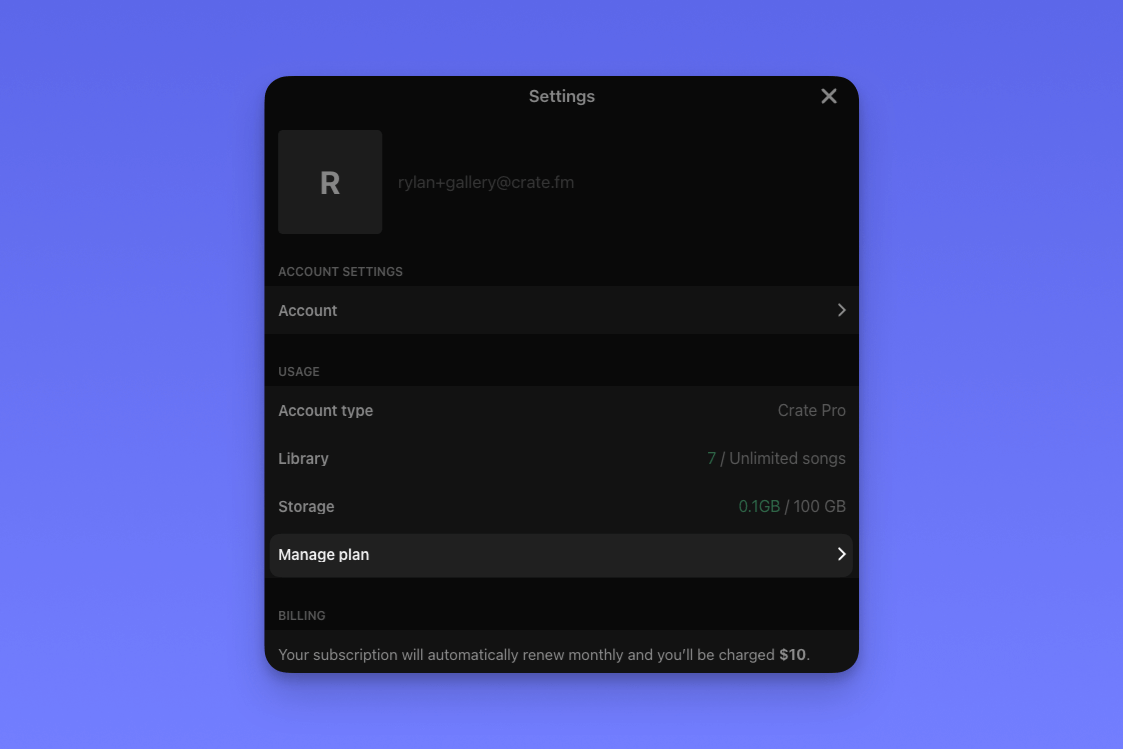 Settings
R
rylan+gallery@crate.fm
ACCOUNT SETTINGS
Account
USAGE
Account type Crate Pro
Library 7 / Unlimited songs
Storage 0.1GB / 100 GB
Manage plan
BILLING
Your subscription will automatically renew monthly and you’ll be charged $10.